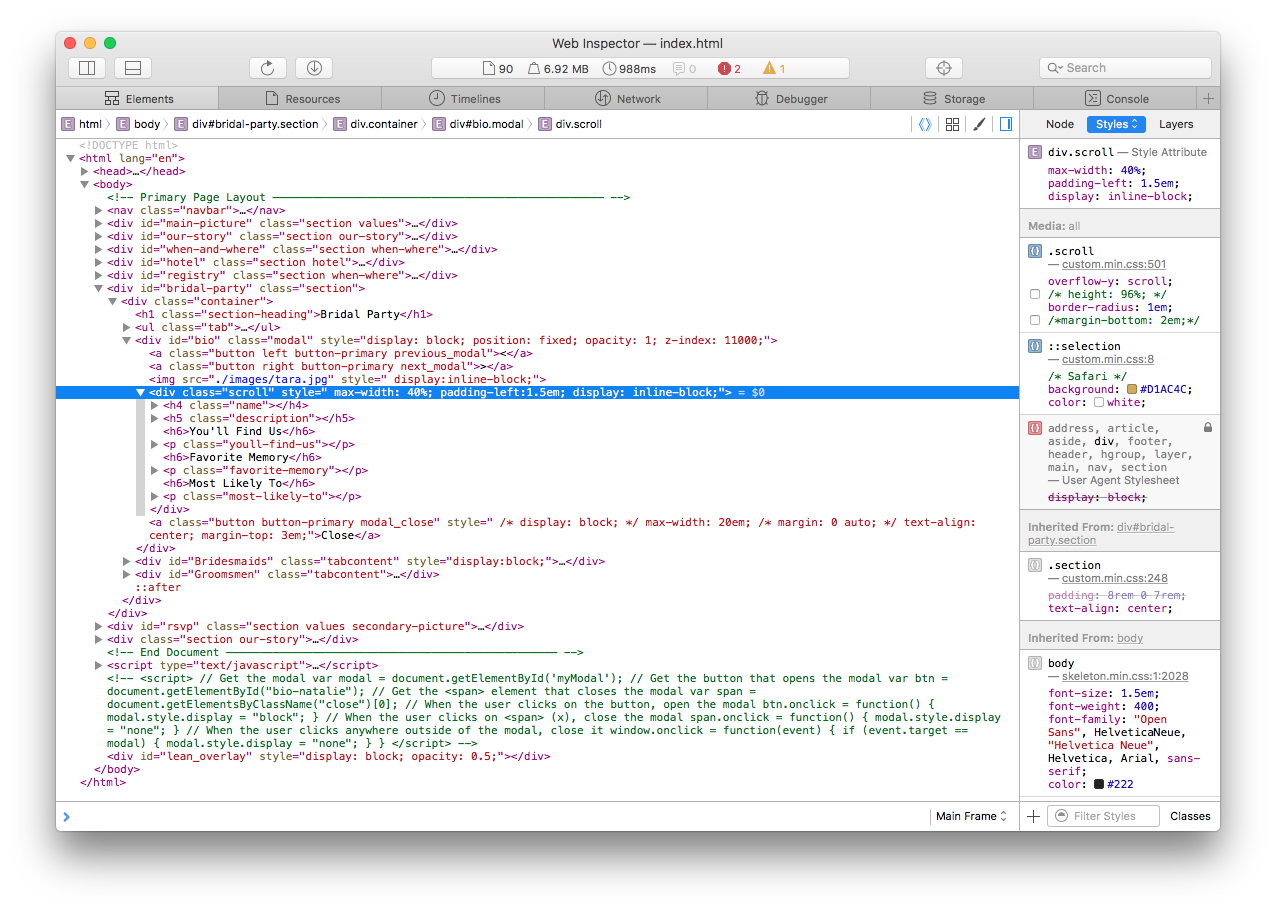 Web Inspector — index.html
90 6.92 MB 988ms 0 2 1
Search
Elements Resources Timelines Network Debugger Storage Console
E html E body E div#bridal-party.section E div.container E div#bio.modal E div.scroll
Node Styles Layers
<!DOCTYPE html>
<html lang="en">
<head>…</head>
<body>
<!-- Primary Page Layout ––––––––––––––––––––––––––––––––––––––––––––––– -->
<nav class="navbar">…</nav>
<div id="main-picture" class="section values">…</div>
<div id="our-story" class="section our-story">…</div>
<div id="when-and-where" class="section when-where">…</div>
<div id="hotel" class="section hotel">…</div>
<div id="registry" class="section when-where">…</div>
<div id="bridal-party" class="section">
<div class="container">
<h1 class="section-heading">Bridal Party</h1>
<ul class="tab">…</ul>
<div id="bio" class="modal" style="display: block; position: fixed; opacity: 1; z-index: 11000;">
<a class="button left button-primary previous_modal"><</a>
<a class="button right button-primary next_modal">></a>
<img src="./images/tara.jpg" style=" display:inline-block;">
<div class="scroll" style=" max-width: 40%; padding-left:1.5em; display: inline-block;"> = $0
<h4 class="name"></h4>
<h5 class="description"></h5>
<h6>You'll Find Us</h6>
<p class="youll-find-us"></p>
<h6>Favorite Memory</h6>
<p class="favorite-memory"></p>
<h6>Most Likely To</h6>
<p class="most-likely-to"></p>
</div>
<a class="button button-primary modal_close" style=" /* display: block; */ max-width: 20em; /* margin: 0 auto; */ text-align:
center; margin-top: 3em;">Close</a>
</div>
<div id="Bridesmaids" class="tabcontent" style="display:block;">…</div>
<div id="Groomsmen" class="tabcontent">…</div>
::after
</div>
</div>
<div id="rsvp" class="section values secondary-picture">…</div>
<div class="section our-story">…</div>
<!-- End Document ––––––––––––––––––––––––––––––––––––––––––––––– -->
<script type="text/javascript">…</script>
<!-- <script> // Get the modal var modal = document.getElementById('myModal'); // Get the button that opens the modal var btn =
document.getElementById("bio-natalie"); // Get the <span> element that closes the modal var span =
document.getElementsByClassName("close")[0]; // When the user clicks on the button, open the modal btn.onclick = function() {
modal.style.display = "block"; } // When the user clicks on <span> (x), close the modal span.onclick = function() { modal.style.display
= "none"; } // When the user clicks anywhere outside of the modal, close it window.onclick = function(event) { if (event.target ==
modal) { modal.style.display = "none"; } } </script> -->
<div id="lean_overlay" style="display: block; opacity: 0.5;"></div>
</body>
</html>
Main Frame
E div.scroll — Style Attribute
max-width: 40%;
padding-left: 1.5em;
display: inline-block;
Media: all
{} .scroll
— custom.min.css:501
overflow-y: scroll;
/* height: 96%; */
border-radius: 1em;
/*margin-bottom: 2em;*/
{} ::selection
— custom.min.css:8
/* Safari */
background: #D1AC4C;
color: white;
{} address, article,
aside, div, footer,
header, hgroup, layer,
main, nav, section
— User Agent Stylesheet
display: block;
Inherited From: div#bridal-
party.section
{} .section
— custom.min.css:248
padding: 8rem 0 7rem;
text-align: center;
Inherited From: body
{} body
— skeleton.min.css:1:2028
font-size: 1.5em;
font-weight: 400;
font-family: "Open
Sans", HelveticaNeue,
"Helvetica Neue",
Helvetica, Arial, sans-
serif;
color: #222
Filter Styles Classes